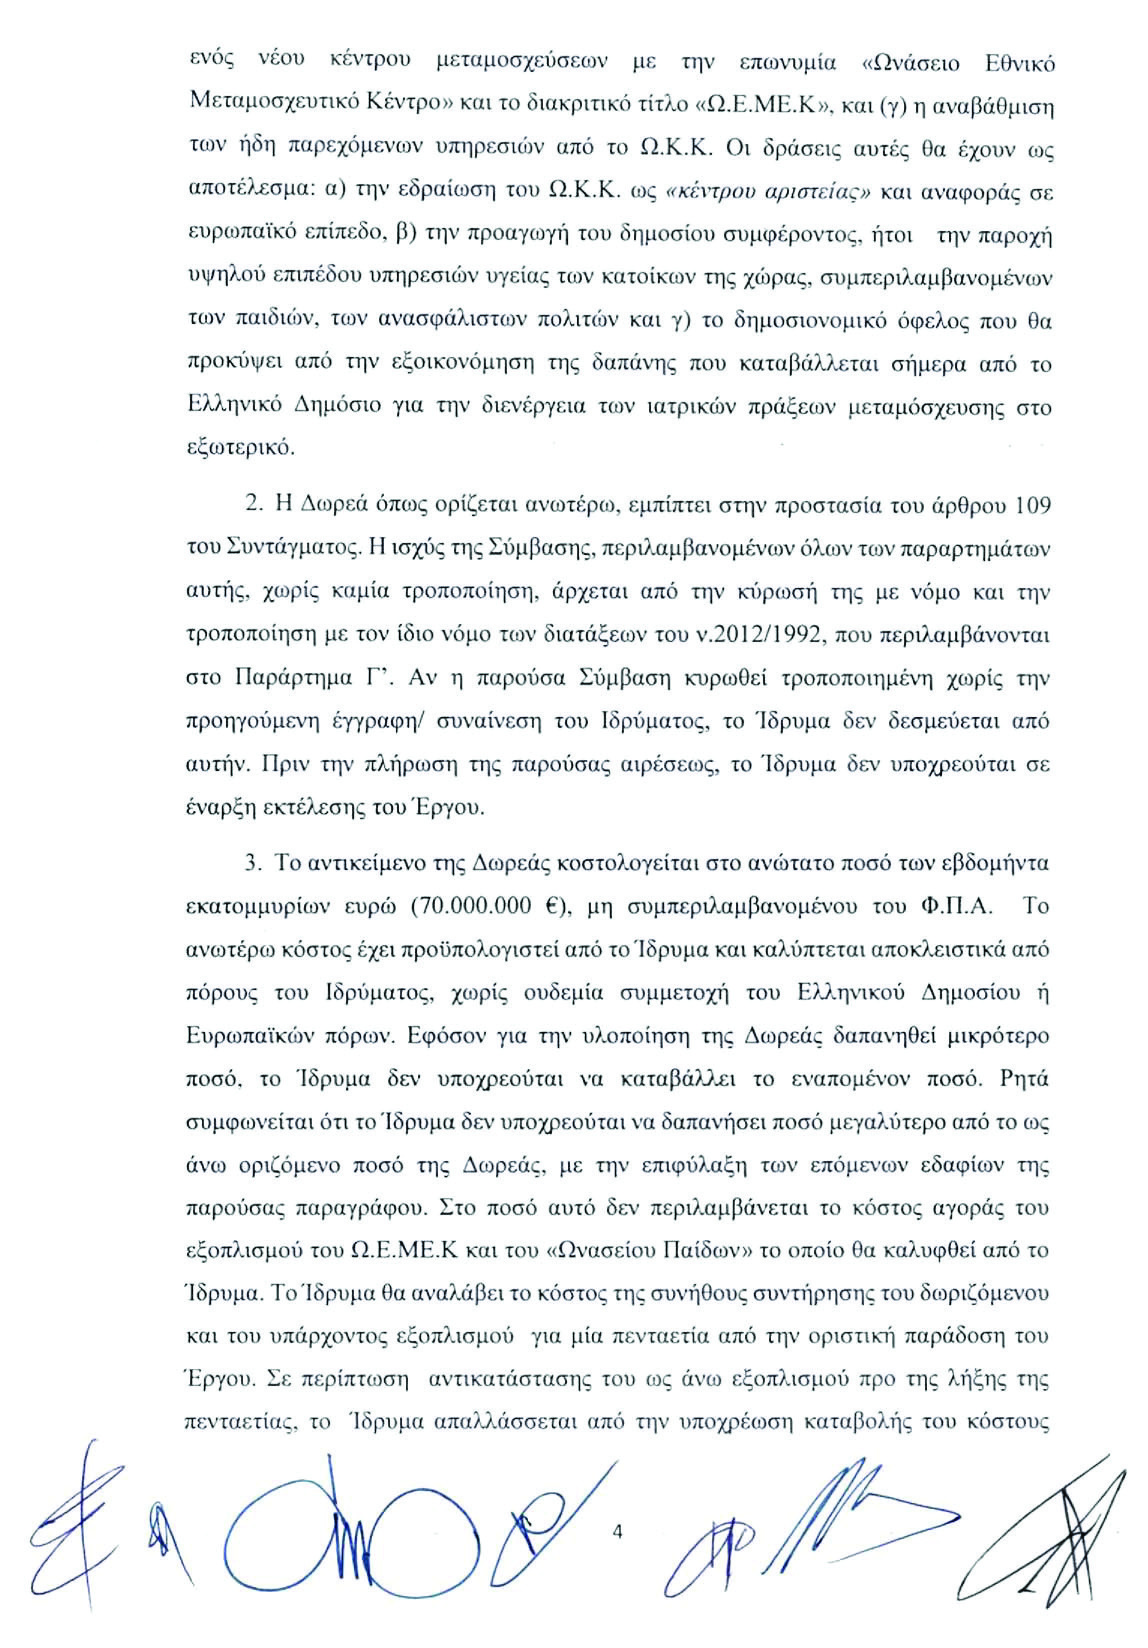 ενός νέου κέντρου μεταμοσχεύσεων με την επωνυμία «Ωνάσειο Εθνικό
Μεταμοσχευτικό Κέντρο» και το διακριτικό τίτλο «Ω.Ε.ΜΕ.Κ», και (γ) η αναβάθμιση
των ήδη παρεχόμενων υπηρεσιών από το Ω.Κ.Κ. Οι δράσεις αυτές θα έχουν ως
αποτέλεσμα: α) την εδραίωση του Ω.Κ.Κ. ως «κέντρου αριστείας» και αναφοράς σε
ευρωπαϊκό επίπεδο, β) την προαγωγή του δημοσίου συμφέροντος, ήτοι την παροχή
υψηλού επιπέδου υπηρεσιών υγείας των κατοίκων της χώρας, συμπεριλαμβανομένων
των παιδιών, των ανασφάλιστων πολιτών και γ) το δημοσιονομικό όφελος που θα
προκύψει από την εξοικονόμηση της δαπάνης που καταβάλλεται σήμερα από το
Ελληνικό Δημόσιο για την διενέργεια των ιατρικών πράξεων μεταμόσχευσης στο
εξωτερικό.
2. Η Δωρεά όπως ορίζεται ανωτέρω, εμπίπτει στην προστασία του άρθρου 109
του Συντάγματος. Η ισχύς της Σύμβασης, περιλαμβανομένων όλων των παραρτημάτων
αυτής, χωρίς καμία τροποποίηση, άρχεται από την κύρωσή της με νόμο και την
τροποποίηση με τον ίδιο νόμο των διατάξεων του ν.2012/1992, που περιλαμβάνονται
στο Παράρτημα Γ’. Αν η παρούσα Σύμβαση κυρωθεί τροποποιημένη χωρίς την
προηγούμενη έγγραφη/ συναίνεση του Ιδρύματος, το Ίδρυμα δεν δεσμεύεται από
αυτήν. Πριν την πλήρωση της παρούσας αιρέσεως, το Ίδρυμα δεν υποχρεούται σε
έναρξη εκτέλεσης του Έργου.
3. Το αντικείμενο της Δωρεάς κοστολογείται στο ανώτατο ποσό των εβδομήντα
εκατομμυρίων ευρώ (70.000.000 €), μη συμπεριλαμβανομένου του Φ.Π.Α. Το
ανωτέρω κόστος έχει προϋπολογιστεί από το Ίδρυμα και καλύπτεται αποκλειστικά από
πόρους του Ιδρύματος, χωρίς ουδεμία συμμετοχή του Ελληνικού Δημοσίου ή
Ευρωπαϊκών πόρων. Εφόσον για την υλοποίηση της Δωρεάς δαπανηθεί μικρότερο
ποσό, το Ίδρυμα δεν υποχρεούται να καταβάλλει το εναπομένον ποσό. Ρητά
συμφωνείται ότι το Ίδρυμα δεν υποχρεούται να δαπανήσει ποσό μεγαλύτερο από το ως
άνω οριζόμενο ποσό της Δωρεάς, με την επιφύλαξη των επόμενων εδαφίων της
παρούσας παραγράφου. Στο ποσό αυτό δεν περιλαμβάνεται το κόστος αγοράς του
εξοπλισμού του Ω.Ε.ΜΕ.Κ και του «Ωνασείου Παίδων» το οποίο θα καλυφθεί από το
Ίδρυμα. Το Ίδρυμα θα αναλάβει το κόστος της συνήθους συντήρησης του δωριζόμενου
και του υπάρχοντος εξοπλισμού για μία πενταετία από την οριστική παράδοση του
Έργου. Σε περίπτωση αντικατάστασης του ως άνω εξοπλισμού προ της λήξης της
πενταετίας, το Ίδρυμα απαλλάσσεται από την υποχρέωση καταβολής του κόστους
4